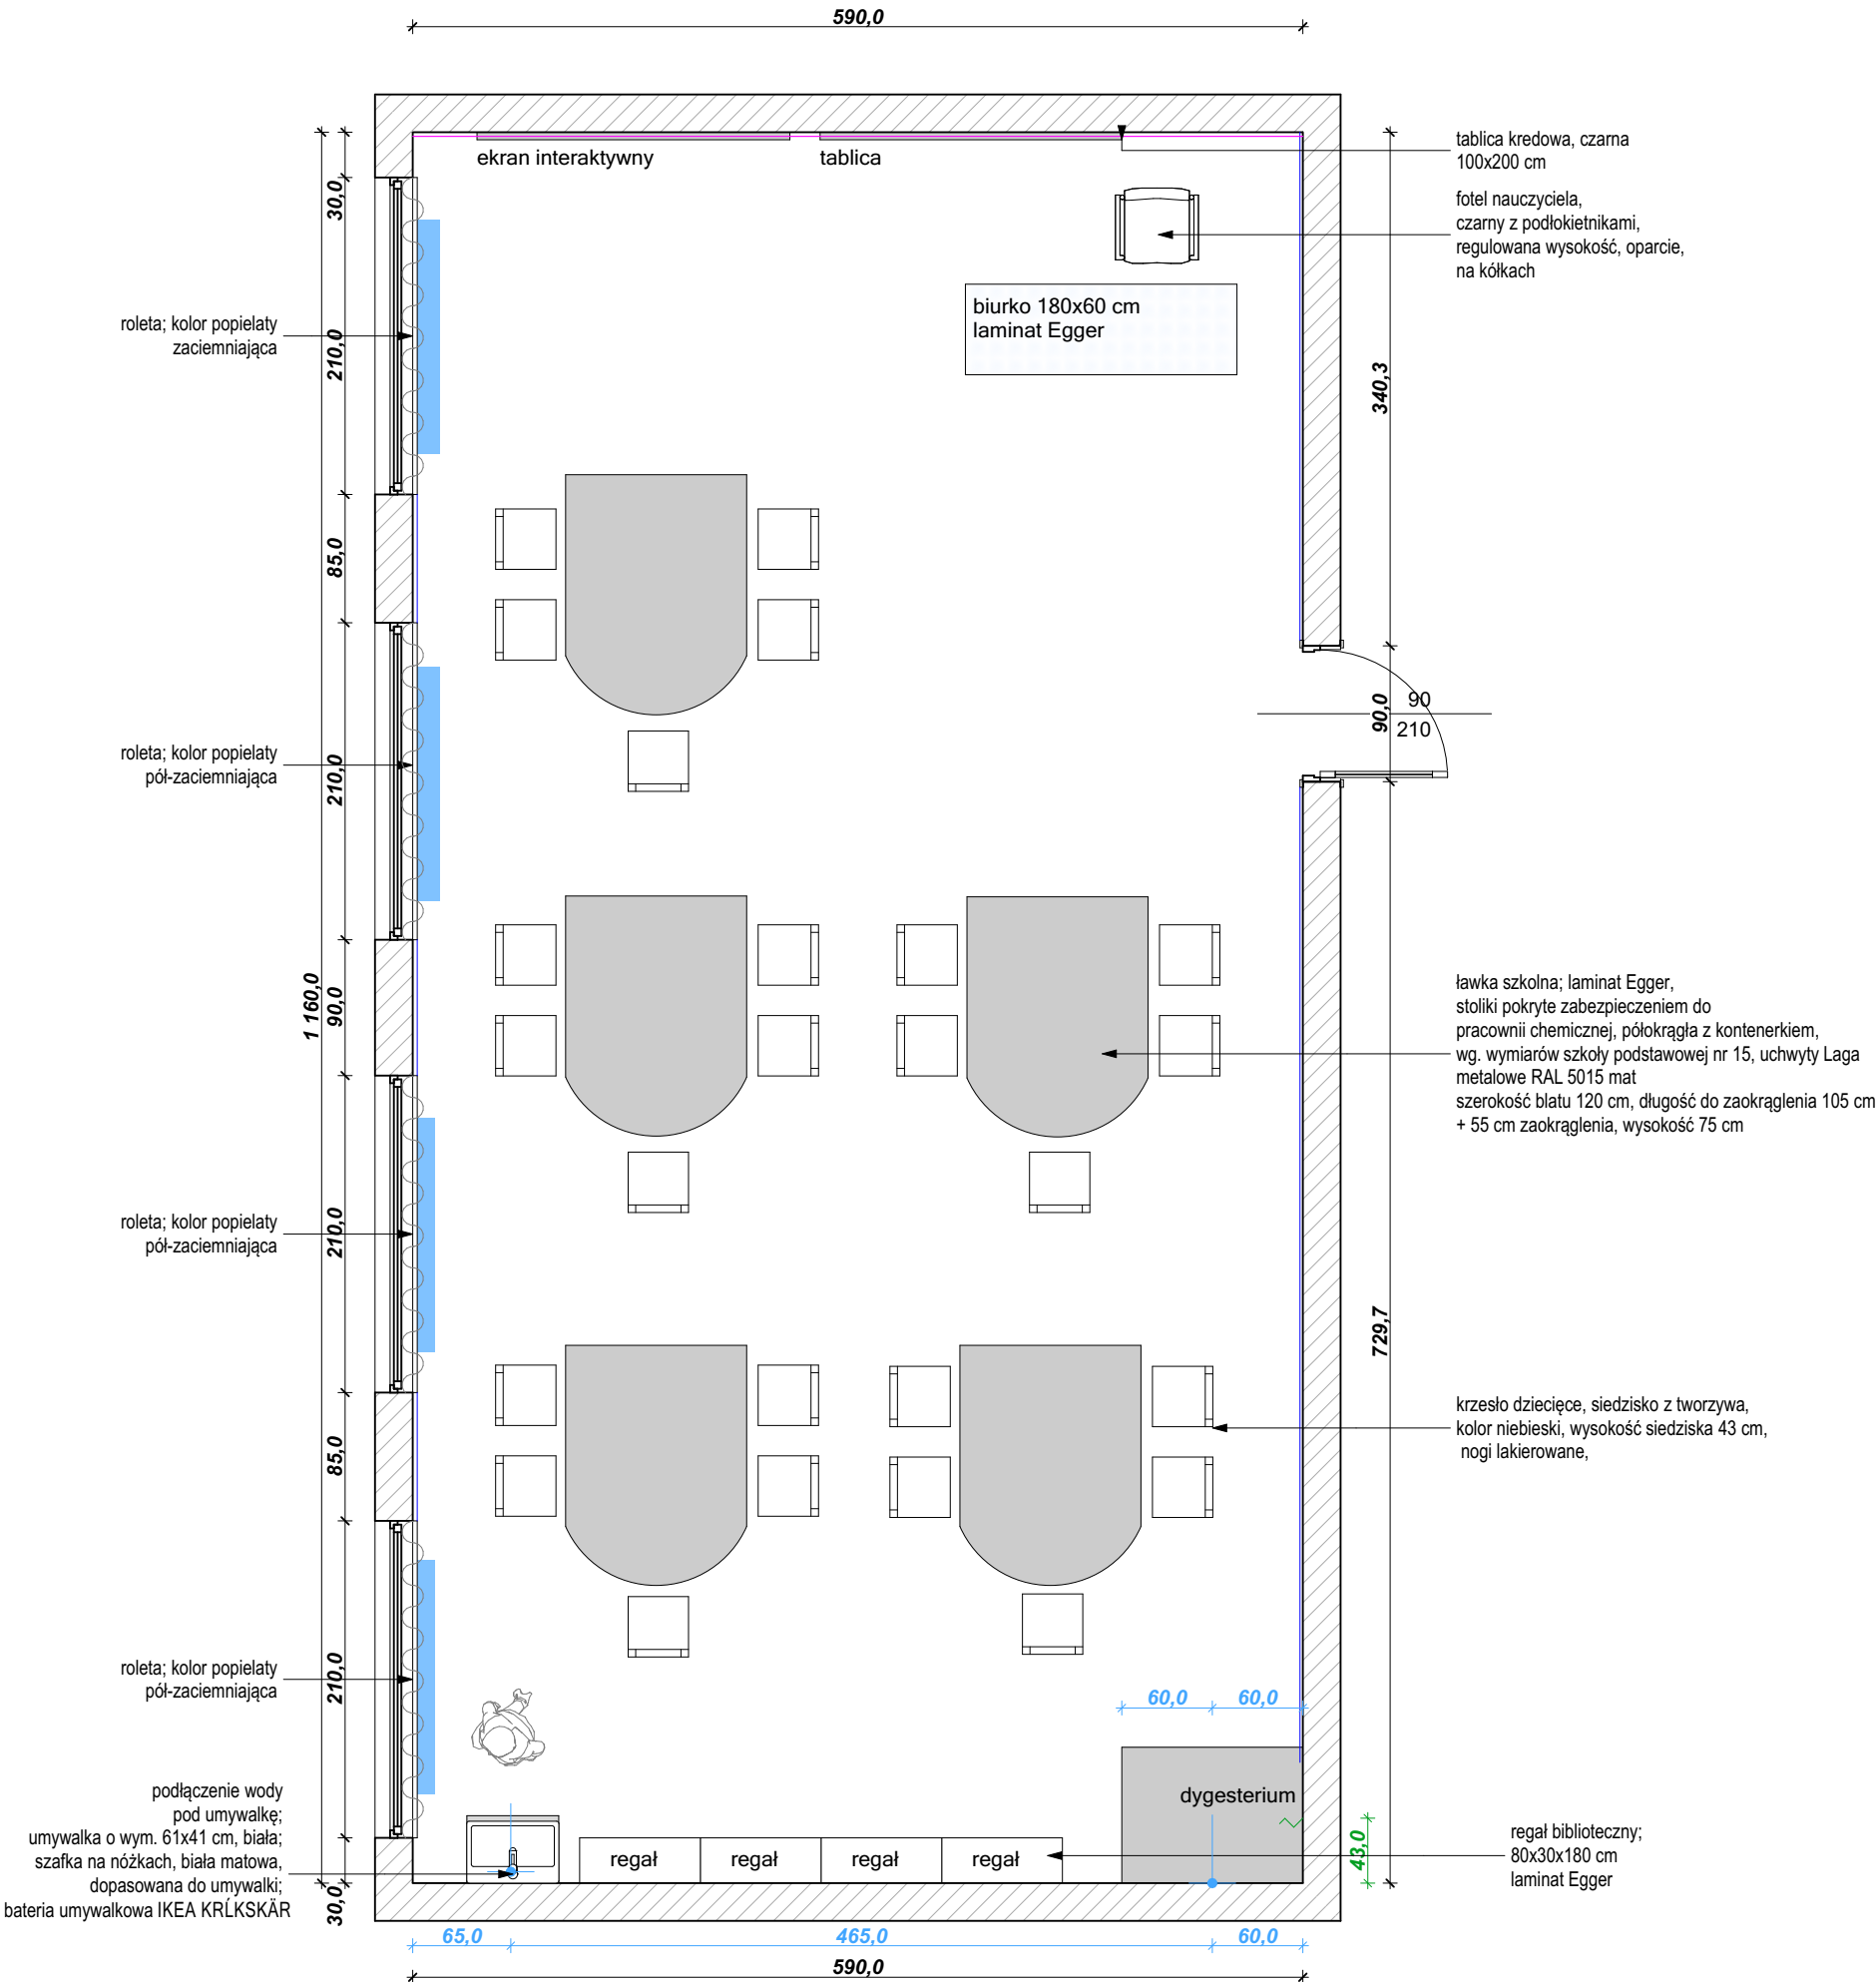 590,0
ekran interaktywny
tablica
tablica kredowa, czarna
100x200 cm
fotel nauczyciela,
czarny z podłokietnikami,
regulowana wysokość, oparcie,
na kółkach
biurko 180x60 cm
laminat Egger
30,0
roleta; kolor popielaty
zaciemniająca
210,0
340,3
85,0
90,0
90
210
roleta; kolor popielaty
pół-zaciemniająca
210,0
1 160,0
90,0
ławka szkolna; laminat Egger,
stoliki pokryte zabezpieczeniem do
pracownii chemicznej, półokrągła z kontenerkiem,
wg. wymiarów szkoły podstawowej nr 15, uchwyty Laga
metalowe RAL 5015 mat
szerokość blatu 120 cm, długość do zaokrąglenia 105 cm
+ 55 cm zaokrąglenia, wysokość 75 cm
roleta; kolor popielaty
pół-zaciemniająca
210,0
729,7
85,0
krzesło dziecięce, siedzisko z tworzywa,
kolor niebieski, wysokość siedziska 43 cm,
nogi lakierowane,
roleta; kolor popielaty
pół-zaciemniająca
210,0
60,0
60,0
podłączenie wody
pod umywalkę;
umywalka o wym. 61x41 cm, biała;
szafka na nóżkach, biała matowa,
dopasowana do umywalki;
bateria umywalkowa IKEA KRĹKSKÄR
dygesterium
43,0
regał
regał
regał
regał
regał biblioteczny;
80x30x180 cm
laminat Egger
30,0
65,0
465,0
60,0
590,0